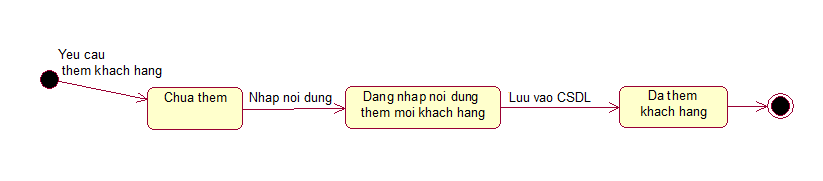 Yeu cau
them khach hang
Chua them
Nhap noi dung
Dang nhap noi dung
them moi khach hang
Luu vao CSDL
Da them
khach hang